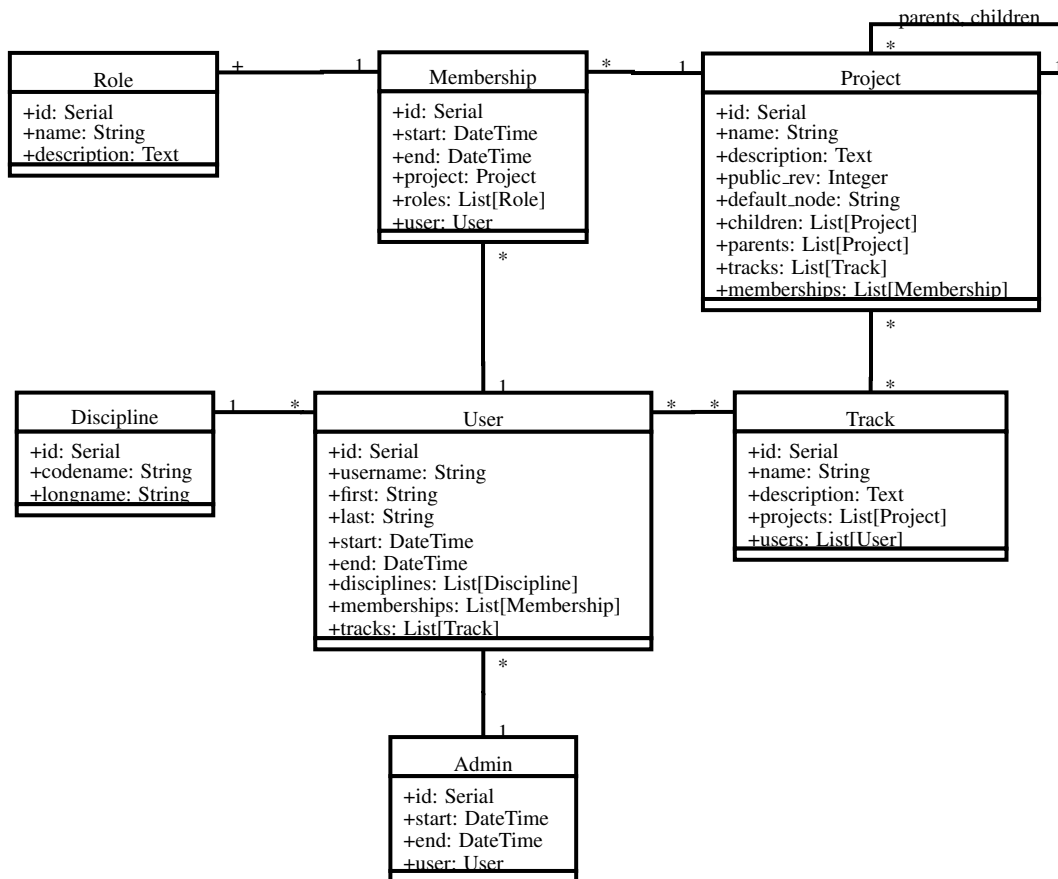 parents, children
*
1
Role
+id: Serial
+name: String
+description: Text
+
1
Membership
+id: Serial
+start: DateTime
+end: DateTime
+project: Project
+roles: List[Role]
+user: User
*
1
Project
+id: Serial
+name: String
+description: Text
+public_rev: Integer
+default_node: String
+children: List[Project]
+parents: List[Project]
+tracks: List[Track]
+memberships: List[Membership]
*
1
*
*
Discipline
+id: Serial
+codename: String
+longname: String
1
*
User
+id: Serial
+username: String
+first: String
+last: String
+start: DateTime
+end: DateTime
+disciplines: List[Discipline]
+memberships: List[Membership]
+tracks: List[Track]
*
*
Track
+id: Serial
+name: String
+description: Text
+projects: List[Project]
+users: List[User]
*
1
Admin
+id: Serial
+start: DateTime
+end: DateTime
+user: User